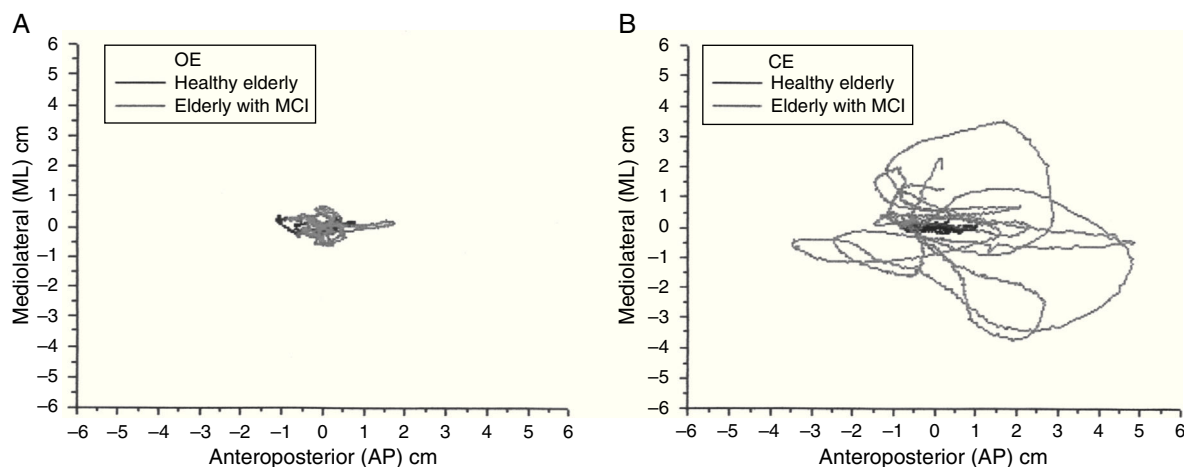 A
OE
Healthy elderly
Elderly with MCI
Mediolateral (ML) cm
6
5
4
3
2
1
0
–1
–2
–3
–4
–5
–6
–6 –5 –4 –3 –2 –1 0 1 2 3 4 5 6
Anteroposterior (AP) cm
B
CE
Healthy elderly
Elderly with MCI
Mediolateral (ML) cm
6
5
4
3
2
1
0
–1
–2
–3
–4
–5
–6
–6 –5 –4 –3 –2 –1 0 1 2 3 4 5 6
Anteroposterior (AP) cm